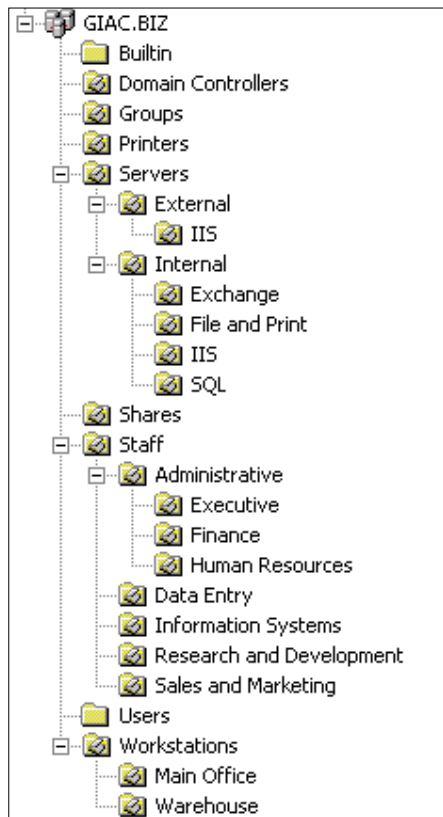 GIAC.BIZ
Builtin
Domain Controllers
Groups
Printers
Servers
External
IIS
Internal
Exchange
File and Print
IIS
SQL
Shares
Staff
Administrative
Executive
Finance
Human Resources
Data Entry
Information Systems
Research and Development
Sales and Marketing
Users
Workstations
Main Office
Warehouse